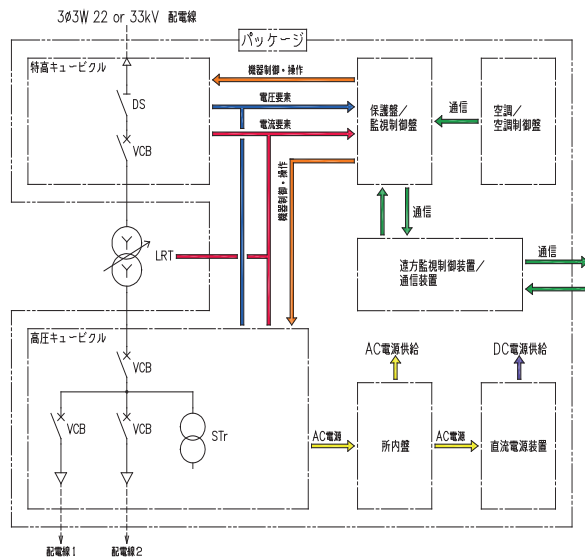 3φ3W 22 or 33kV 配電線
パッケージ
特高キュービクル
DS
VCB
機器制御・操作
電圧要素
電流要素
保護盤/
監視制御盤
通信
空調/
空調制御盤
機器制御・操作
通信
LRT
遠方監視制御装置/
通信装置
通信
高圧キュービクル
VCB
VCB
VCB
STr
AC電源供給
DC電源供給
AC電源
所内盤
AC電源
直流電源装置
配電線1
配電線2